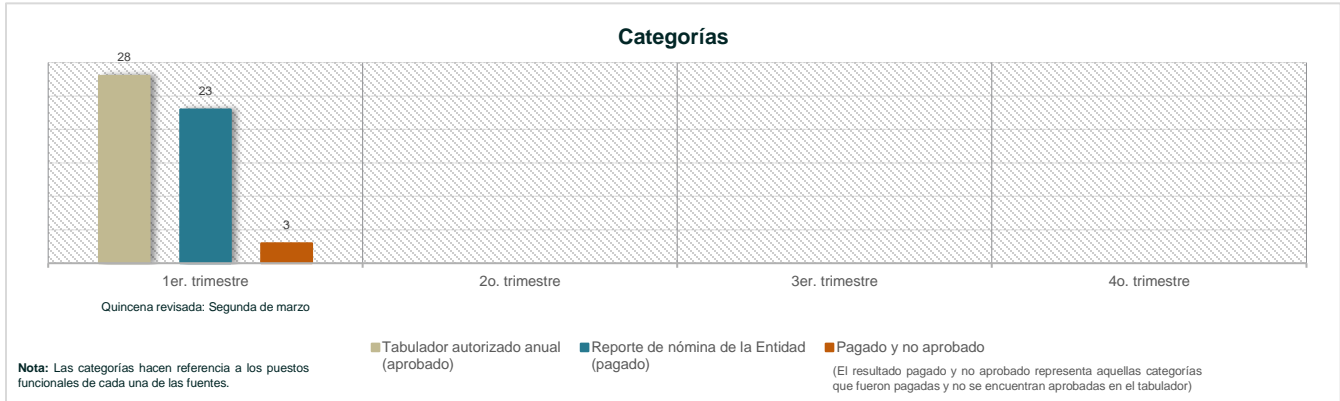 Categorías
28
23
3
1er. trimestre
2o. trimestre
3er. trimestre
4o. trimestre
Quincena revisada: Segunda de marzo
Tabulador autorizado anual
(aprobado)
Reporte de nómina de la Entidad
(pagado)
Pagado y no aprobado
(El resultado pagado y no aprobado representa aquellas categorías
que fueron pagadas y no se encuentran aprobadas en el tabulador)
Nota: Las categorías hacen referencia a los puestos
funcionales de cada una de las fuentes.